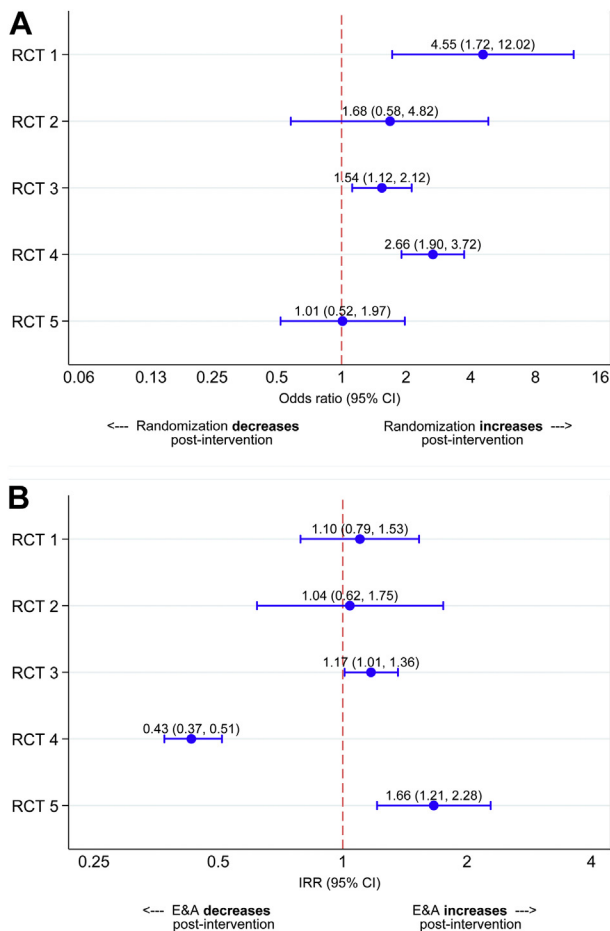 A
RCT 1
4.55 (1.72, 12.02)
RCT 2
1.68 (0.58, 4.82)
RCT 3
1.54 (1.12, 2.12)
RCT 4
2.66 (1.90, 3.72)
RCT 5
1.01 (0.52, 1.97)
0.06 0.13 0.25 0.5 1 2 4 8 16
Odds ratio (95% CI)
<--- Randomization decreases Randomization increases --->
post-intervention post-intervention
B
RCT 1
1.10 (0.79, 1.53)
RCT 2
1.04 (0.62, 1.75)
RCT 3
1.17 (1.01, 1.36)
RCT 4
0.43 (0.37, 0.51)
RCT 5
1.66 (1.21, 2.28)
0.25 0.5 1 2 4
IRR (95% CI)
<--- E&A decreases E&A increases --->
post-intervention post-intervention